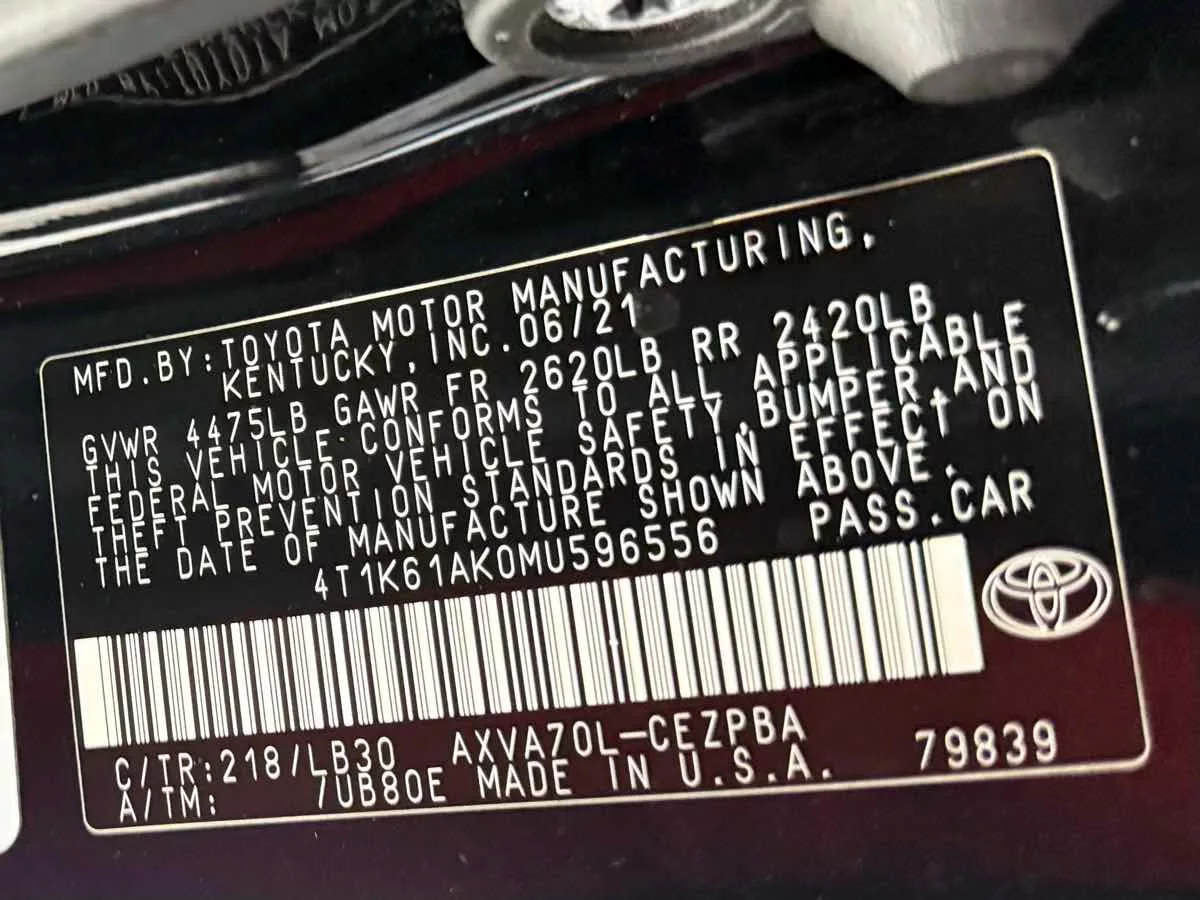 MFD.BY:TOYOTA MOTOR MANUFACTURING,
KENTUCKY,INC.06/21
GVWR 4475LB GAWR FR 2620LB RR 2420LB
THIS VEHICLE CONFORMS TO ALL APPLICABLE
FEDERAL MOTOR VEHICLE SAFETY,BUMPER,AND
THEFT PREVENTION STANDARDS IN EFFECT ON
THE DATE OF MANUFACTURE SHOWN ABOVE.
4T1K61AK0MU596556 PASS.CAR
C/TR:218/LB30 AXVA70L-CEZPBA
A/TM: /UB80E MADE IN U.S.A. 79839